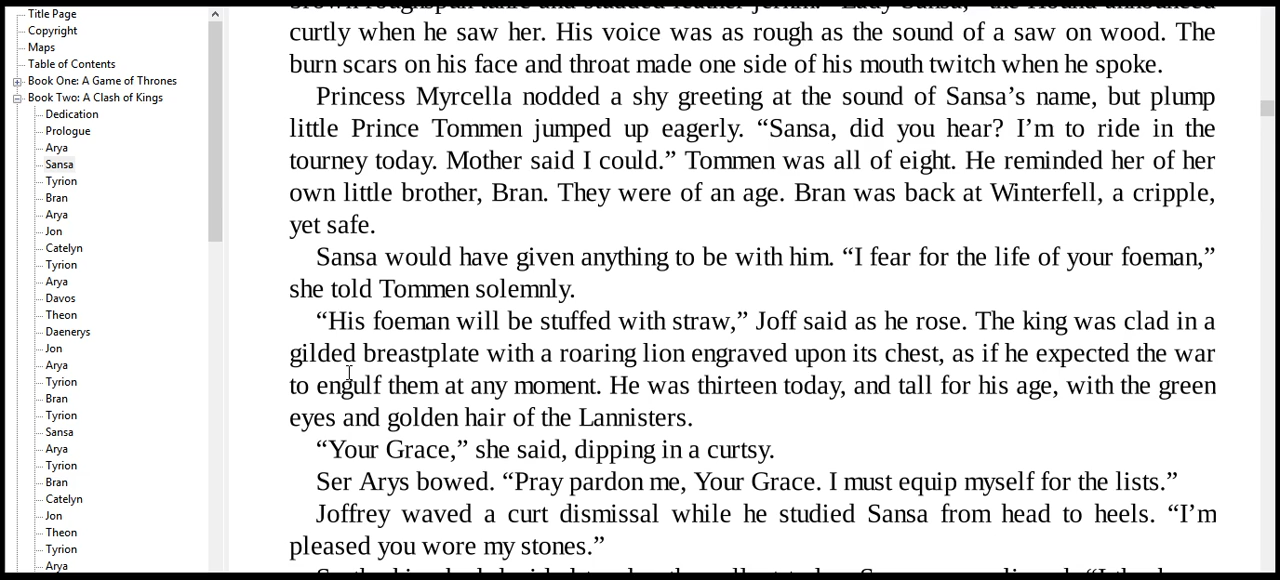 Title Page
Copyright
Maps
Table of Contents
Book One: A Game of Thrones
Book Two: A Clash of Kings
Dedication
Prologue
Arya
Sansa
Tyrion
Bran
Arya
Jon
Catelyn
Tyrion
Arya
Davos
Theon
Daenerys
Jon
Arya
Tyrion
Bran
Tyrion
Sansa
Arya
Tyrion
Bran
Catelyn
Jon
Theon
Tyrion
Arya
curtly when he saw her. His voice was as rough as the sound of a saw on wood. The
burn scars on his face and throat made one side of his mouth twitch when he spoke.
Princess Myrcella nodded a shy greeting at the sound of Sansa’s name, but plump
little Prince Tommen jumped up eagerly. “Sansa, did you hear? I’m to ride in the
tourney today. Mother said I could.” Tommen was all of eight. He reminded her of her
own little brother, Bran. They were of an age. Bran was back at Winterfell, a cripple,
yet safe.
Sansa would have given anything to be with him. “I fear for the life of your foeman,”
she told Tommen solemnly.
“His foeman will be stuffed with straw,” Joff said as he rose. The king was clad in a
gilded breastplate with a roaring lion engraved upon its chest, as if he expected the war
to engulf them at any moment. He was thirteen today, and tall for his age, with the green
eyes and golden hair of the Lannisters.
“Your Grace,” she said, dipping in a curtsy.
Ser Arys bowed. “Pray pardon me, Your Grace. I must equip myself for the lists.”
Joffrey waved a curt dismissal while he studied Sansa from head to heels. “I’m
pleased you wore my stones.”